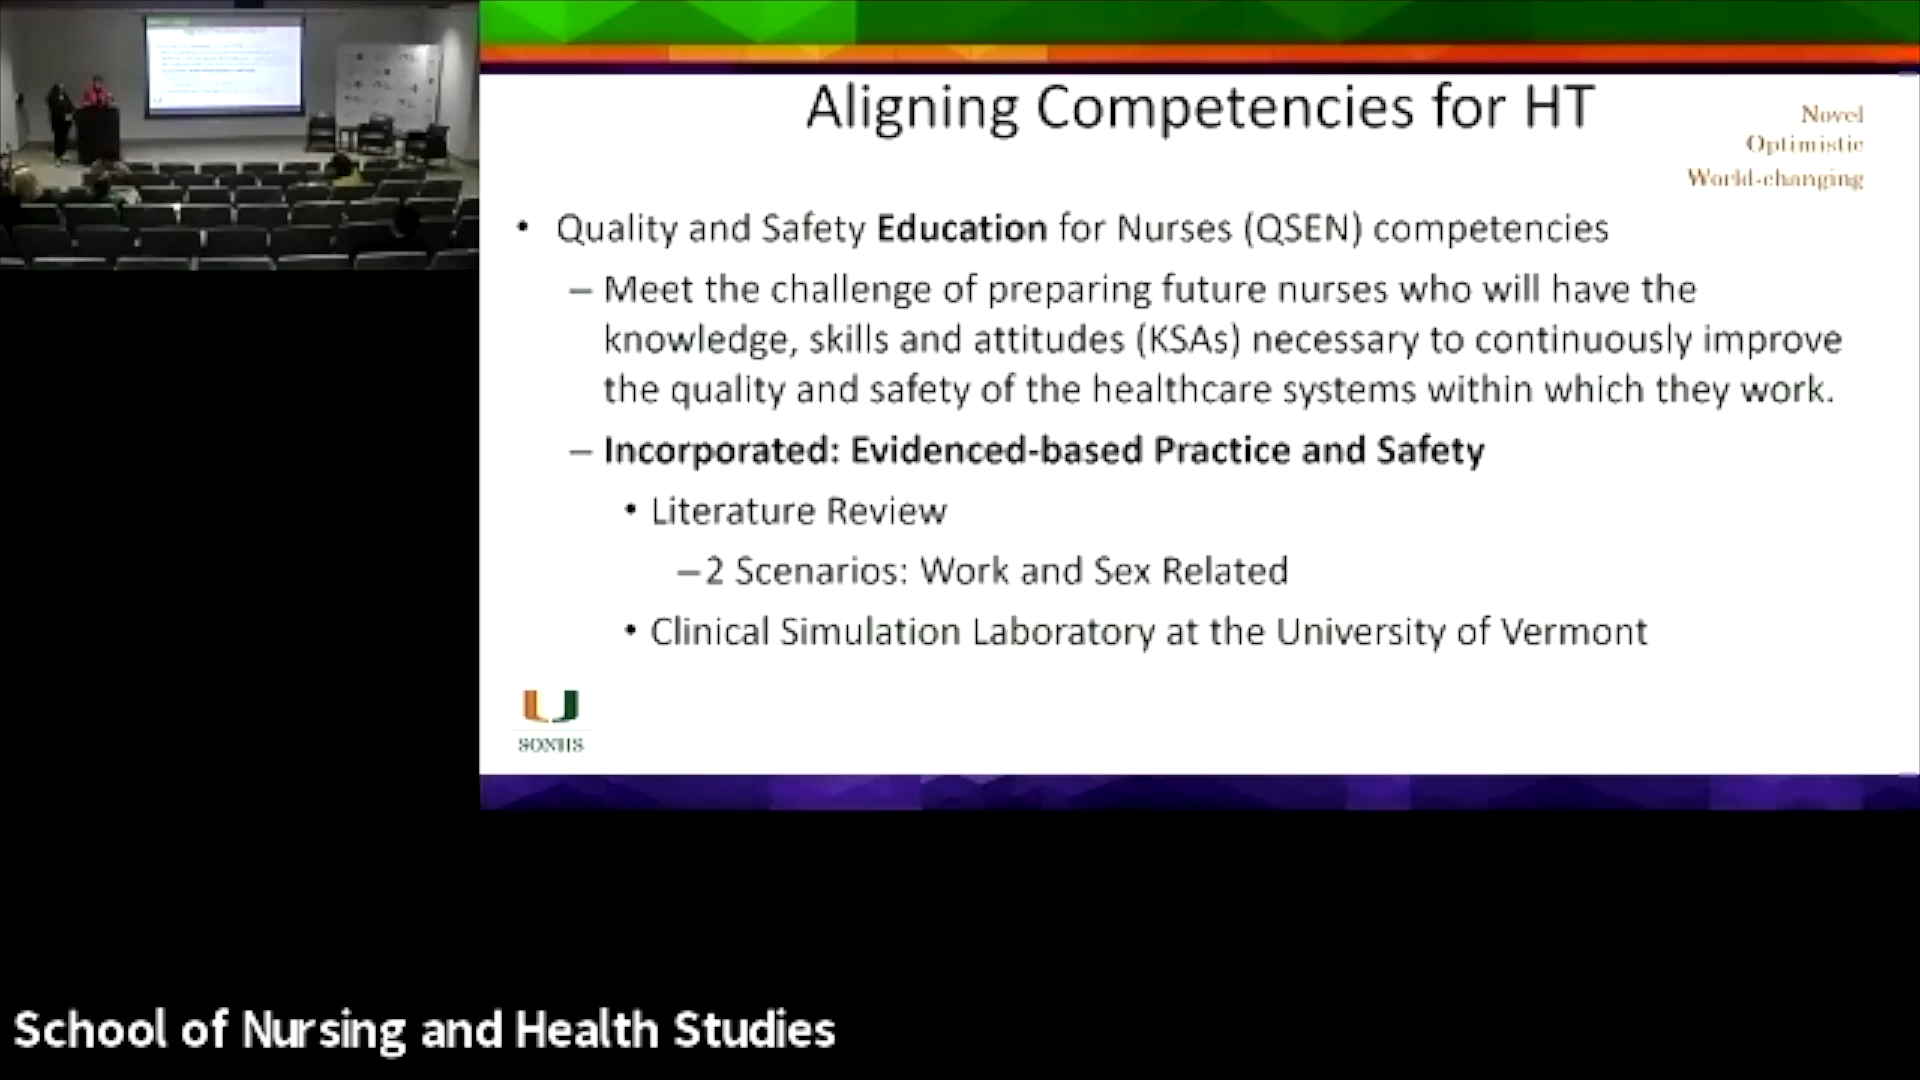 Aligning Competencies for HT
Novel
Optimistic
World-changing
• Quality and Safety Education for Nurses (QSEN) competencies
– Meet the challenge of preparing future nurses who will have the
knowledge, skills and attitudes (KSAs) necessary to continuously improve
the quality and safety of the healthcare systems within which they work.
– Incorporated: Evidenced-based Practice and Safety
• Literature Review
–2 Scenarios: Work and Sex Related
• Clinical Simulation Laboratory at the University of Vermont
U
SONHS
School of Nursing and Health Studies